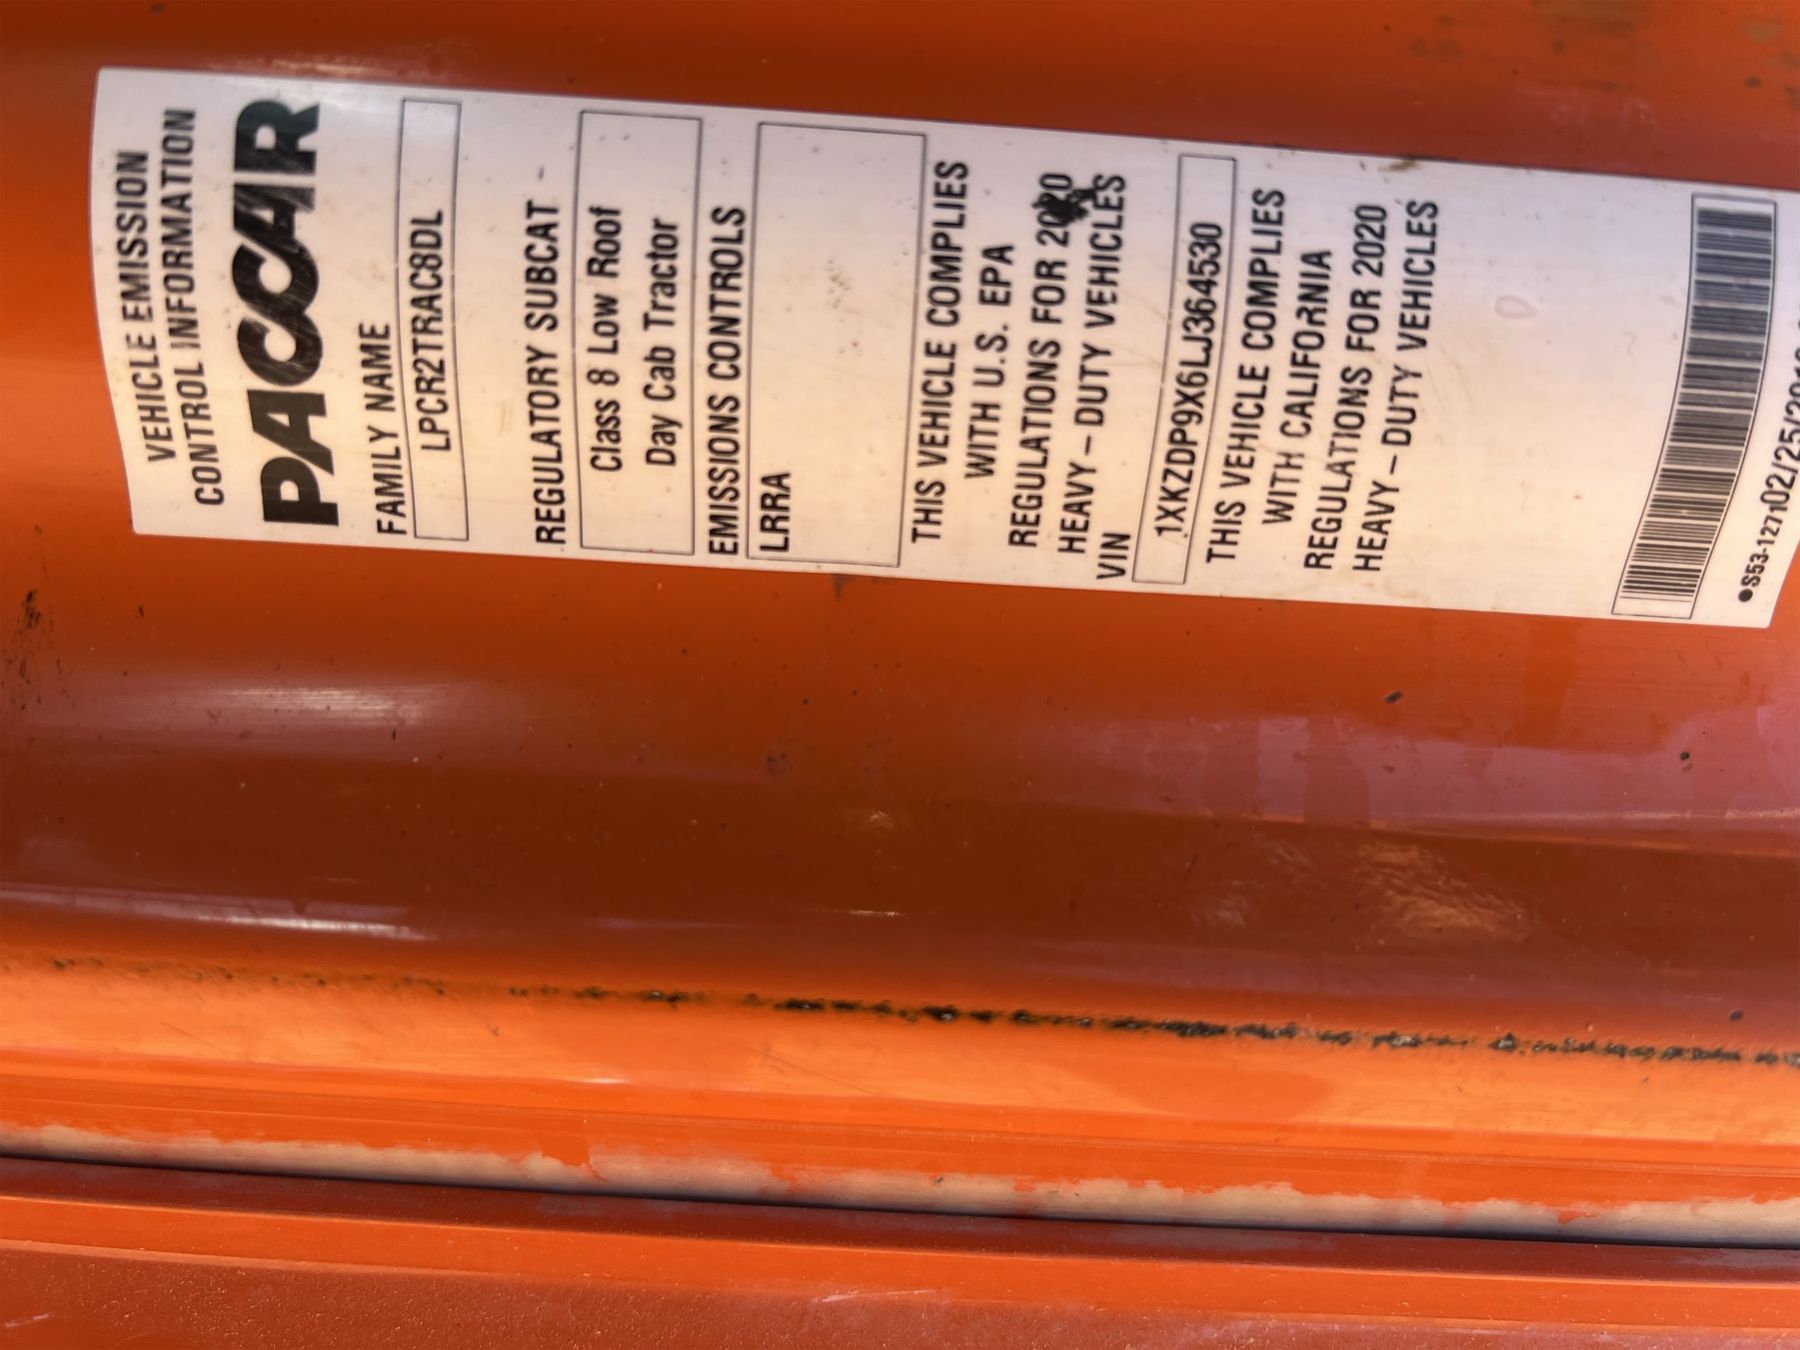 VEHICLE EMISSION
CONTROL INFORMATION
PACCAR
FAMILY NAME
LPCR2TRAC8DL
REGULATORY SUBCAT
Class 8 Low Roof
Day Cab Tractor
EMISSIONS CONTROLS
LRRA
THIS VEHICLE COMPLIES
WITH U.S. EPA
REGULATIONS FOR 2020
HEAVY-DUTY VEHICLES
VIN
1XKZDP9X6LJ364530
THIS VEHICLE COMPLIES
WITH CALIFORNIA
REGULATIONS FOR 2020
HEAVY-DUTY VEHICLES
●S53-1271